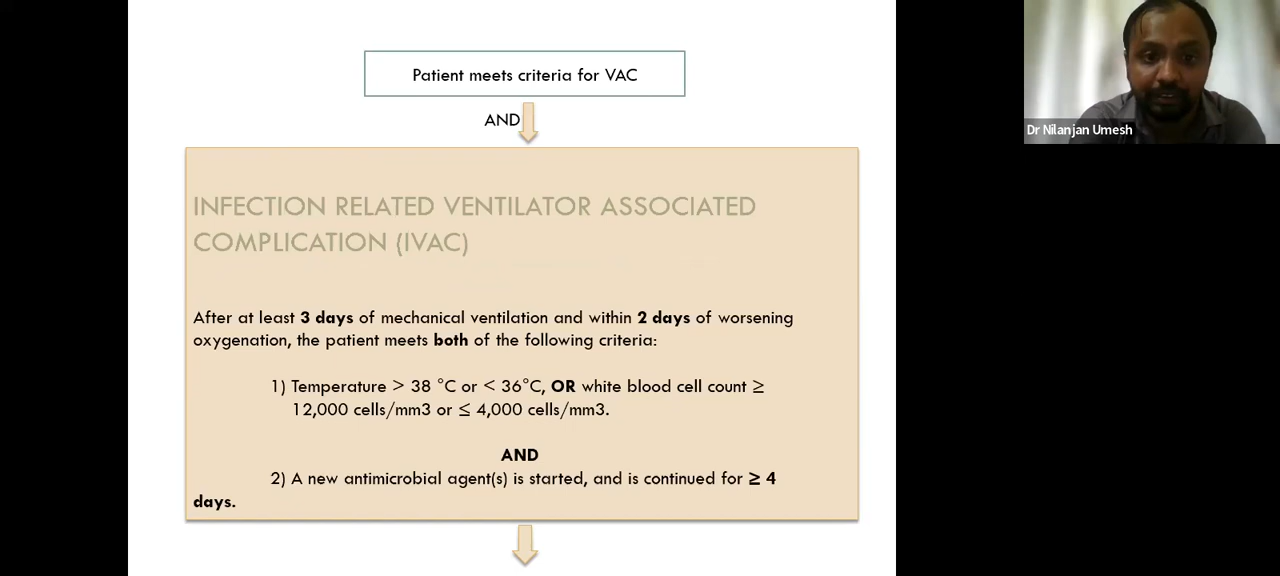 Patient meets criteria for VAC
AND
Dr Nilanjan Umesh
INFECTION RELATED VENTILATOR ASSOCIATED
COMPLICATION (IVAC)
After at least 3 days of mechanical ventilation and within 2 days of worsening
oxygenation, the patient meets both of the following criteria:
1) Temperature > 38 °C or < 36°C, OR white blood cell count ≥
12,000 cells/mm3 or ≤ 4,000 cells/mm3.
AND
2) A new antimicrobial agent(s) is started, and is continued for ≥ 4
days.